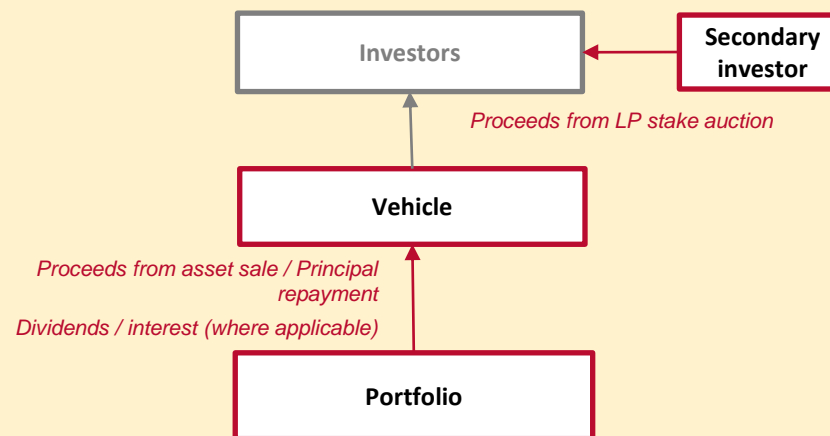 Investors
Secondary
investor
Proceeds from LP stake auction
Vehicle
Proceeds from asset sale / Principal
repayment
Dividends / interest (where applicable)
Portfolio